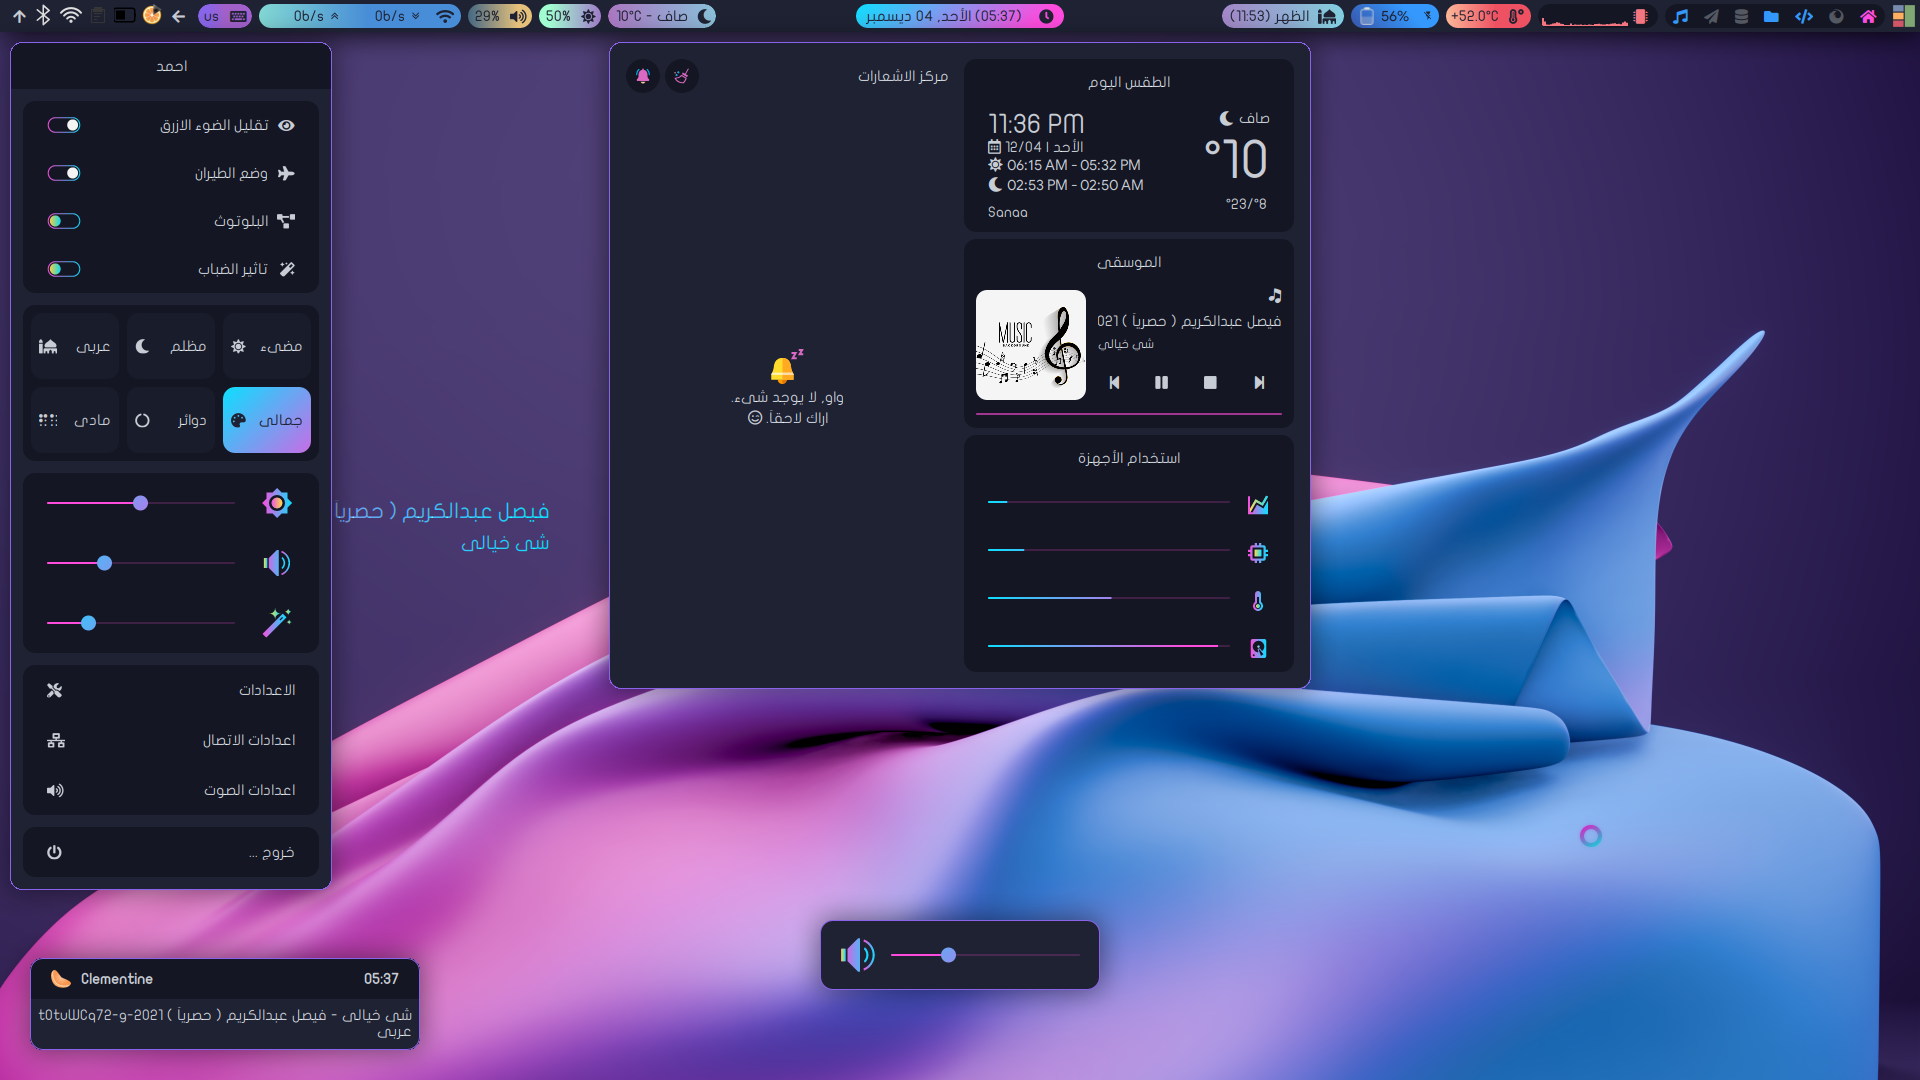 us
0b/s
0b/s
29%
50%
صاف - 10°C
(05:37) الأحد, 04 ديسمبر
الظهر (11:53)
56%
+52.0°C
احمد
تقليل الضوء الازرق
وضع الطيران
البلوتوث
تاثير الضباب
مضيء
مظلم
عربي
جمالي
دوائر
مادي
الاعدادات
اعدادات الاتصال
اعدادات الصوت
خروج ...
فيصل عبدالكريم ( حصرياً
شي خيالي
مركز الاشعارات
واو, لا يوجد شيء.
اراك لاحقاً.
الطقس اليوم
صاف
11:36 PM
الأحد | 12/04
06:15 AM - 05:32 PM
02:53 PM - 02:50 AM
Sanaa
°10
°23/°8
الموسيقى
فيصل عبدالكريم ( حصرياً ) 021
شي خيالي
MUSIC
BACKGROUND
استخدام الأجهزة
Clementine
05:37
شي خيالي - فيصل عبدالكريم ( حصرياً ) 2021-g-tOtuWCq72
عربي